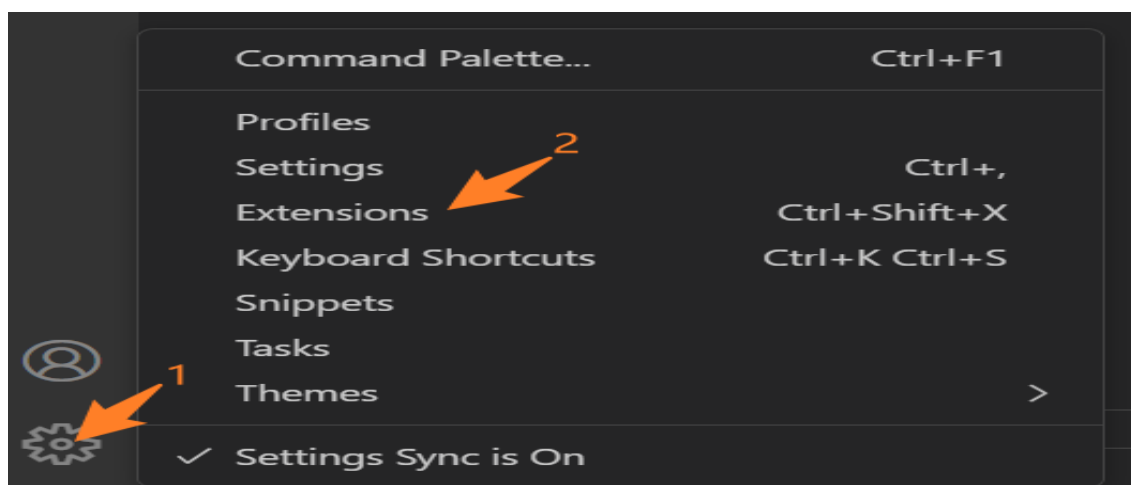 Command Palette... Ctrl+F1
Profiles
2
Settings Ctrl+,
Extensions Ctrl+Shift+X
Keyboard Shortcuts Ctrl+K Ctrl+S
Snippets
Tasks
1
Themes >
✓ Settings Sync is On